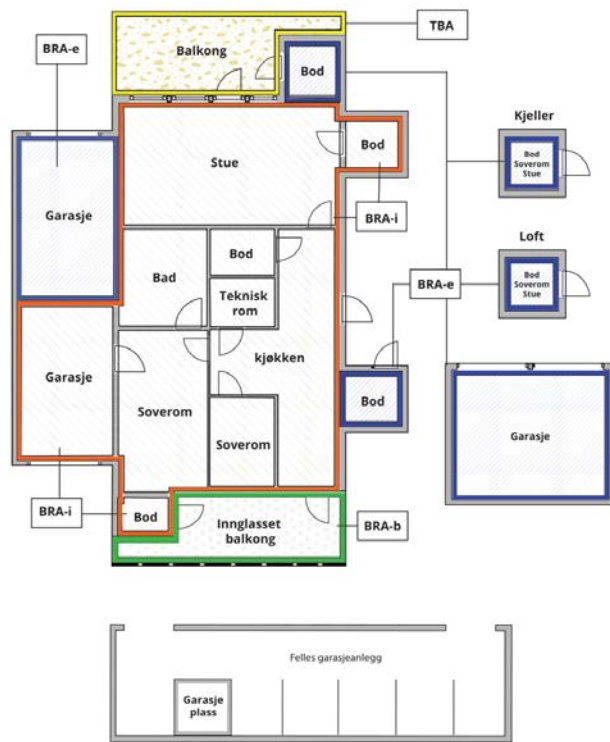 TBA
BRA-e
Balkong
Bod
Kjeller
Bod
Soverom
Stue
Bod
Stue
BRA-i
Garasje
Loft
Bod
Bad
Teknisk
rom
BRA-e
Bod
Soverom
Stue
kjøkken
Garasje
Soverom
Soverom
Bod
Garasje
BRA-i
Bod
Innglasset
balkong
BRA-b
Felles garasjeanlegg
Garasje
plass